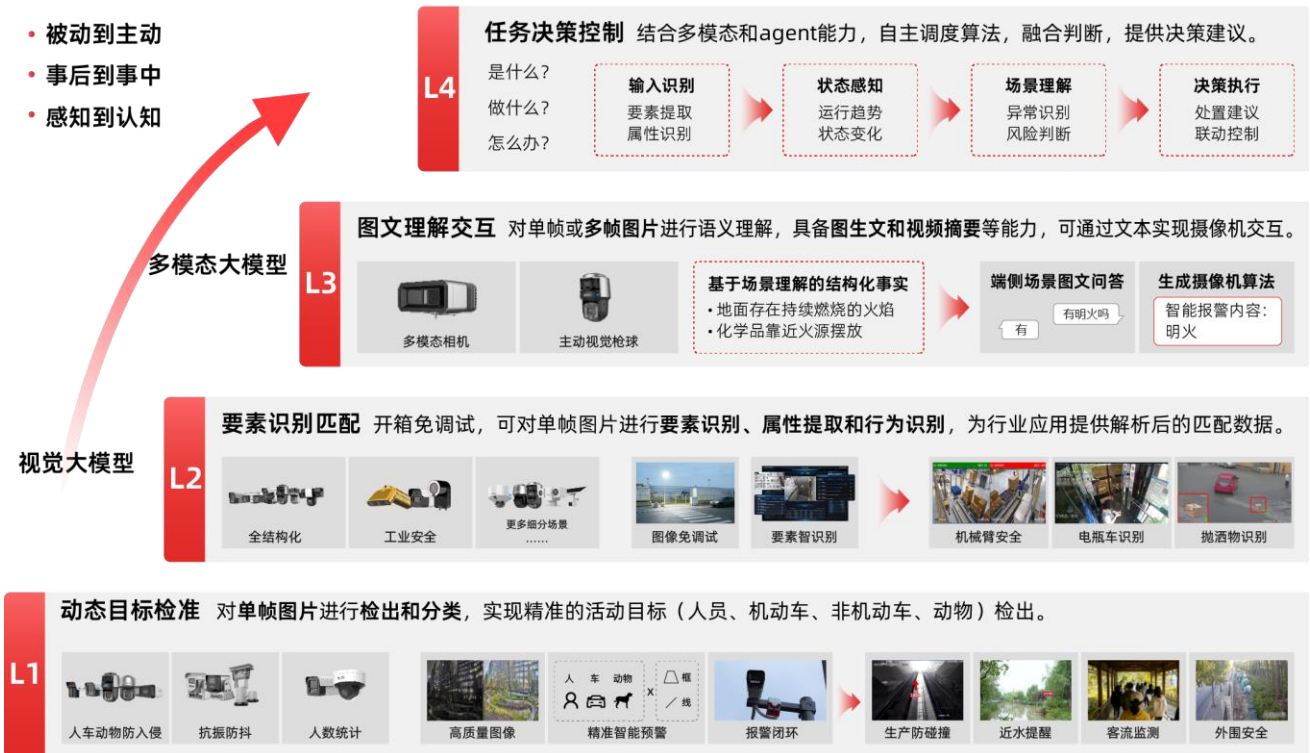 • 被动到主动
• 事后到事中
• 感知到认知
多模态大模型
视觉大模型
L4
任务决策控制 结合多模态和agent能力，自主调度算法，融合判断，提供决策建议。
是什么？
做什么？
怎么办？
输入识别
要素提取
属性识别
状态感知
运行趋势
状态变化
场景理解
异常识别
风险判断
决策执行
处置建议
联动控制
L3
图文理解交互 对单帧或多帧图片进行语义理解，具备图生文和视频摘要等能力，可通过文本实现摄像机交互。
多模态相机
主动视觉枪球
基于场景理解的结构化事实
• 地面存在持续燃烧的火焰
• 化学品靠近火源摆放
端侧场景图文问答
有明火吗
有
生成摄像机算法
智能报警内容：
明火
L2
要素识别匹配 开箱免调试，可对单帧图片进行要素识别、属性提取和行为识别，为行业应用提供解析后的匹配数据。
全结构化
工业安全
更多细分场景
……
图像免调试
要素智识别
机械臂安全
电瓶车识别
抛洒物识别
L1
动态目标检准 对单帧图片进行检出和分类，实现精准的活动目标（人员、机动车、非机动车、动物）检出。
人车动物防入侵
抗振防抖
人数统计
高质量图像
人 车 动物
x
框
线
精准智能预警
报警闭环
生产防碰撞
近水提醒
客流监测
外围安全